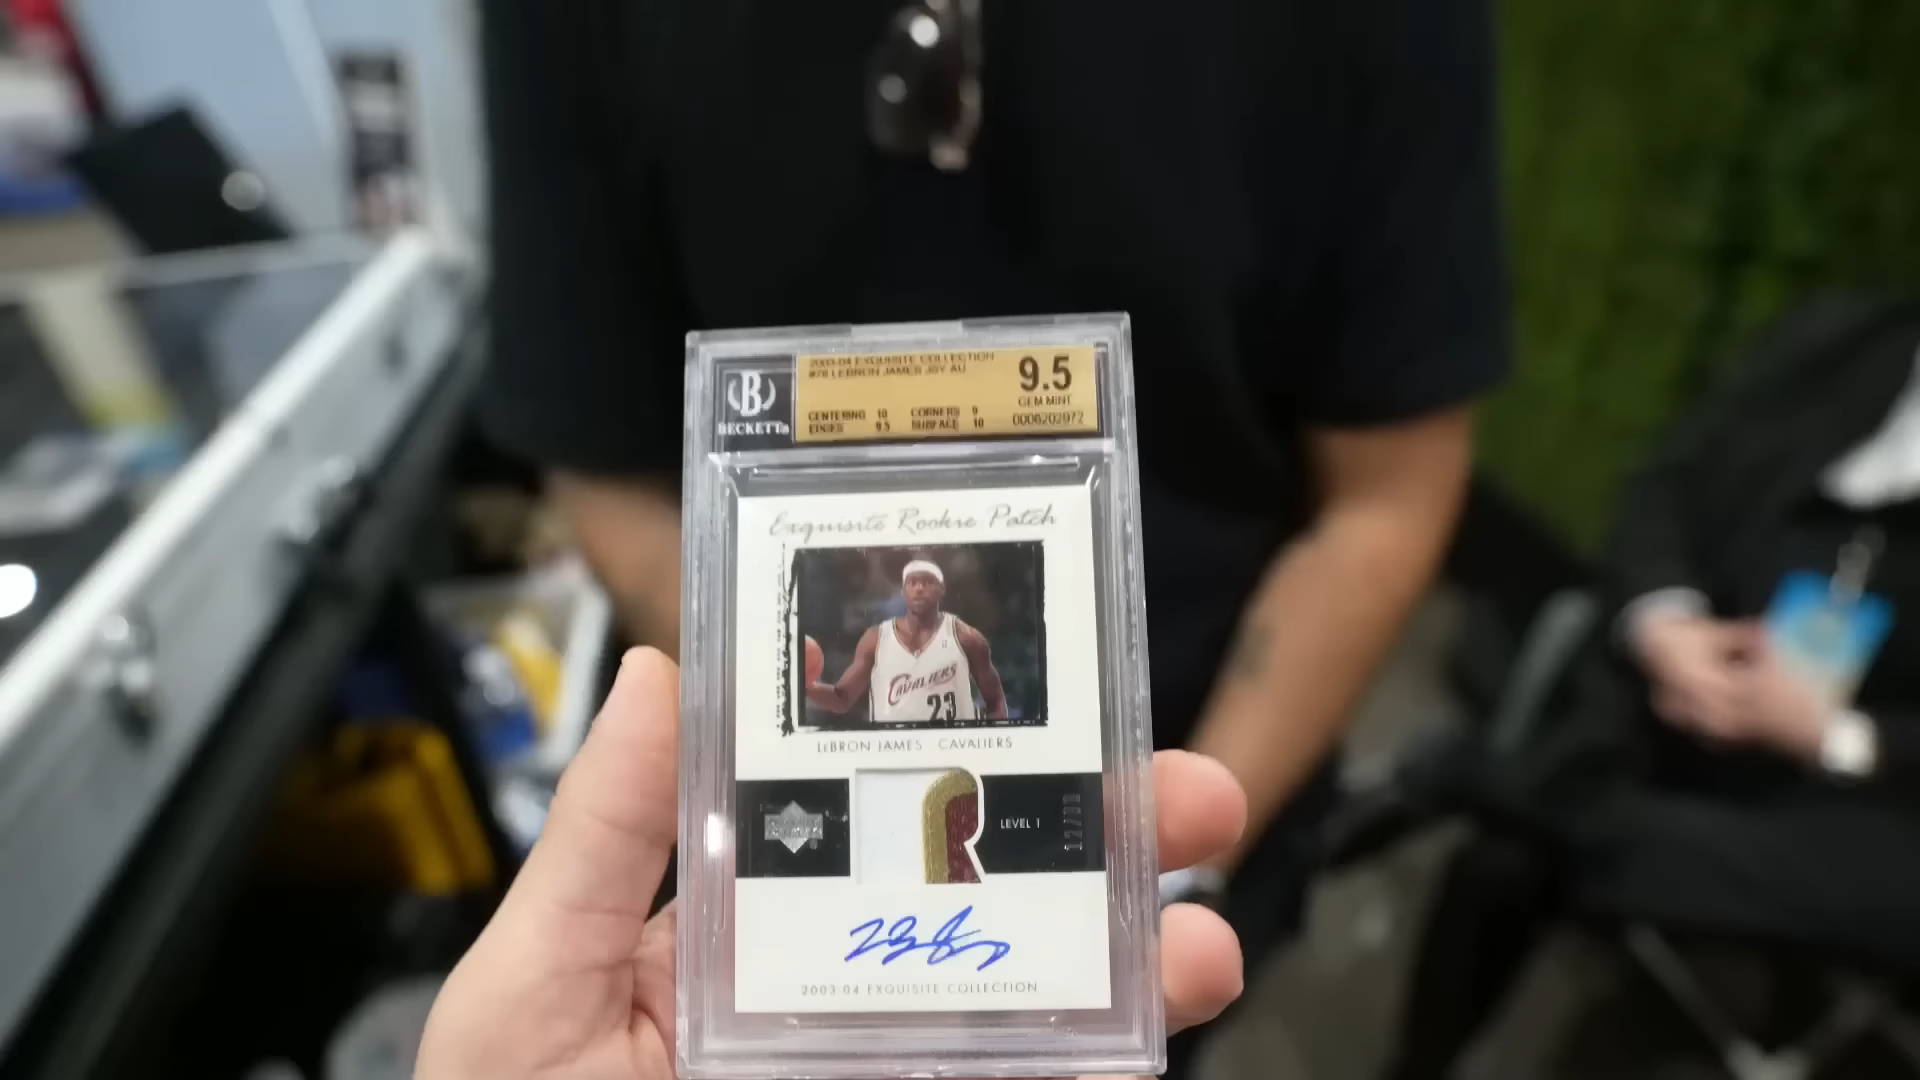 2003-04 EXQUISITE COLLECTION
#78 LEBRON JAMES JSY AU
9.5
GEM MINT
CENTERING 10 CORNERS 9
EDGES 9.5 SURFACE 10
0006202972
B
BECKETT
Exquisite Rookie Patch
CAVALIERS
23
LEBRON JAMES CAVALIERS
LEVEL 1
2003-04 EXQUISITE COLLECTION